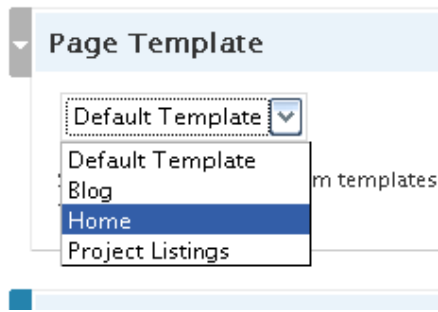 Page Template
Default Template
Default Template
Blog
m templates
Home
Project Listings